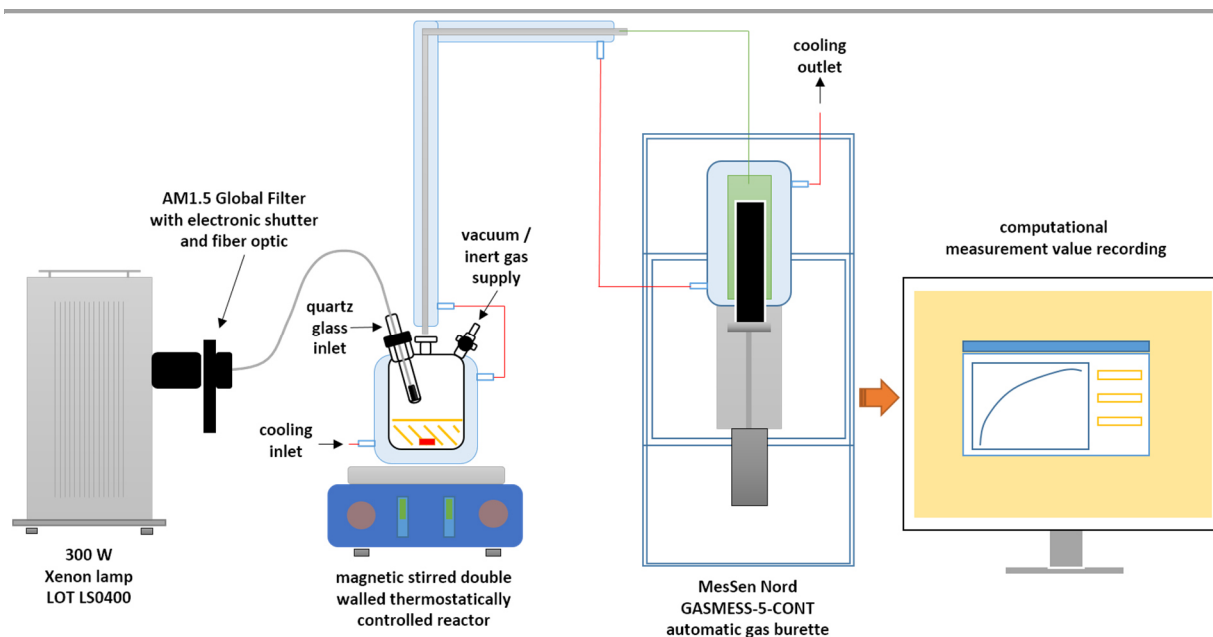 cooling
outlet
AM1.5 Global Filter
with electronic shutter
and fiber optic
vacuum /
inert gas
supply
computational
measurement value recording
quartz
glass
inlet
cooling
inlet
300 W
Xenon lamp
LOT LS0400
magnetic stirred double
walled thermostatically
controlled reactor
MesSen Nord
GASMESS-5-CONT
automatic gas burette